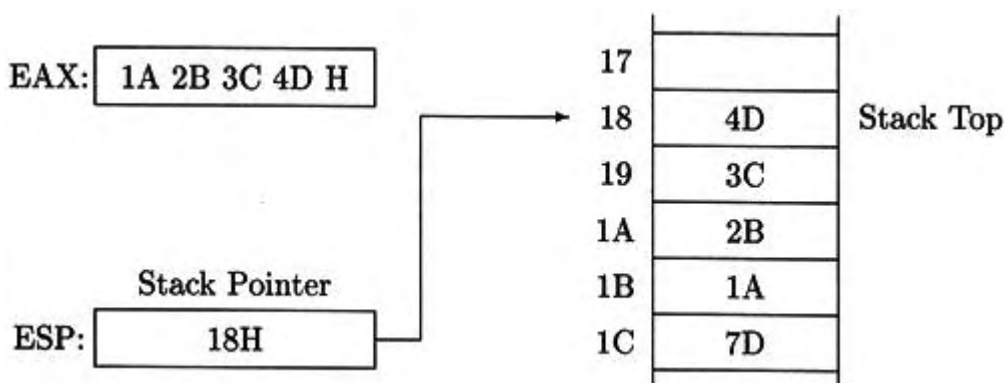 17
EAX: 1A 2B 3C 4D H
18 4D Stack Top
19 3C
1A 2B
Stack Pointer
1B 1A
ESP: 18H
1C 7D